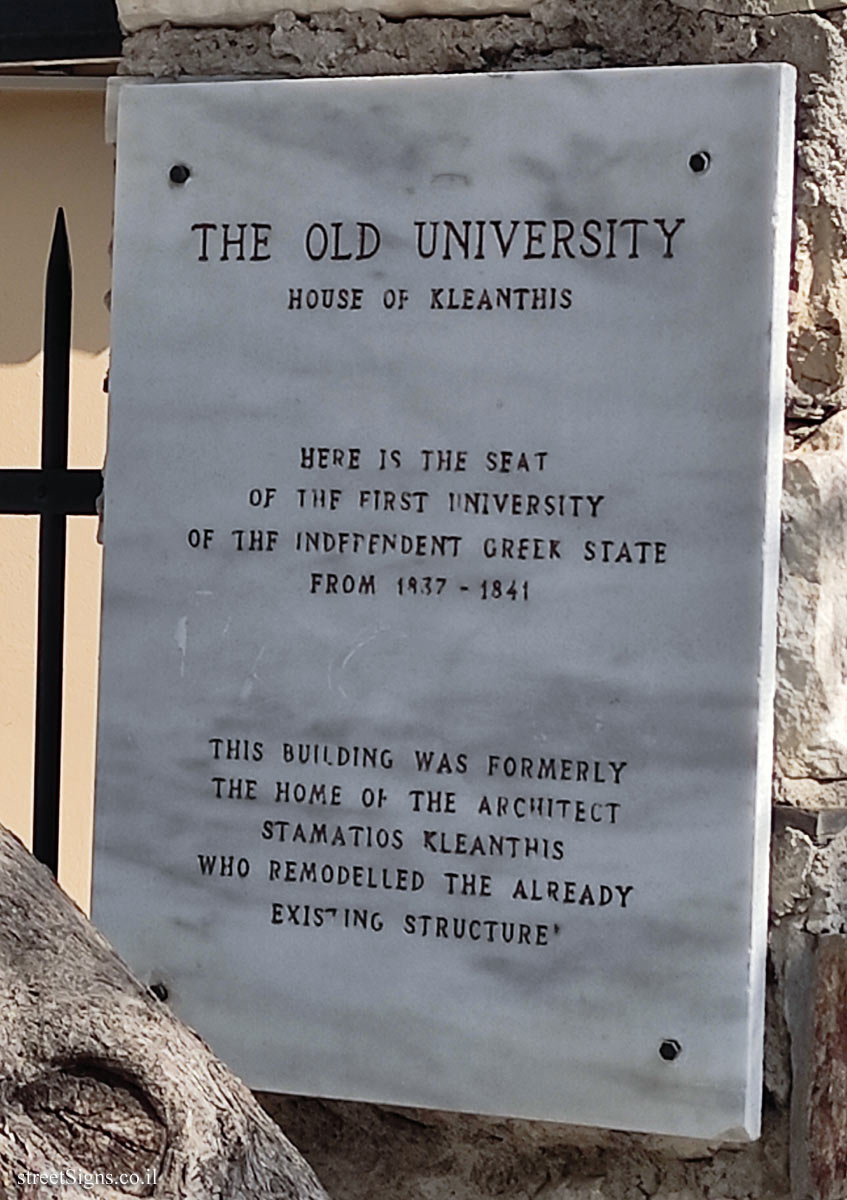 THE OLD UNIVERSITY
HOUSE OF KLEANTHIS
HERE IS THE SEAT
OF THE FIRST UNIVERSITY
OF THE INDEPENDENT GREEK STATE
FROM 1837 - 1841
THIS BUILDING WAS FORMERLY
THE HOME OF THE ARCHITECT
STAMATIOS KLEANTHIS
WHO REMODELLED THE ALREADY
EXISTING STRUCTURE'
streetSigns.co.il